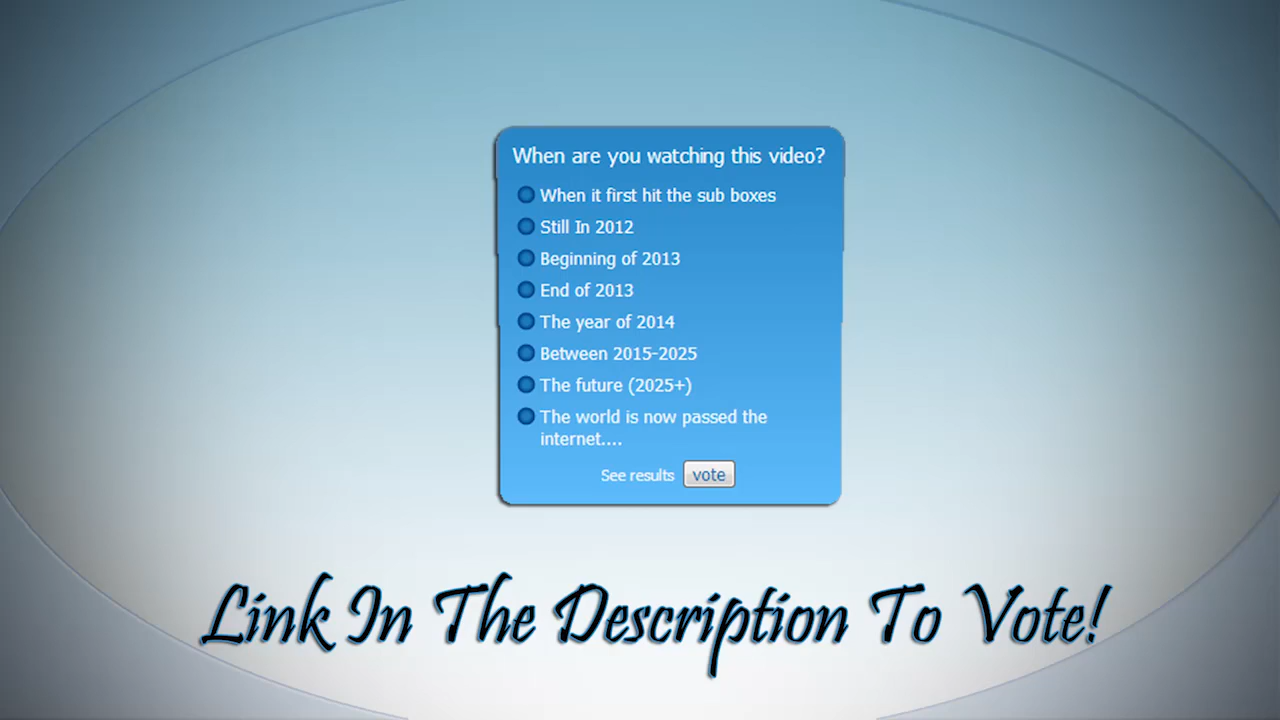 When are you watching this video?
When it first hit the sub boxes
Still In 2012
Beginning of 2013
End of 2013
The year of 2014
Between 2015-2025
The future (2025+)
The world is now passed the
internet....
See results vote
Link In The Description To Vote!